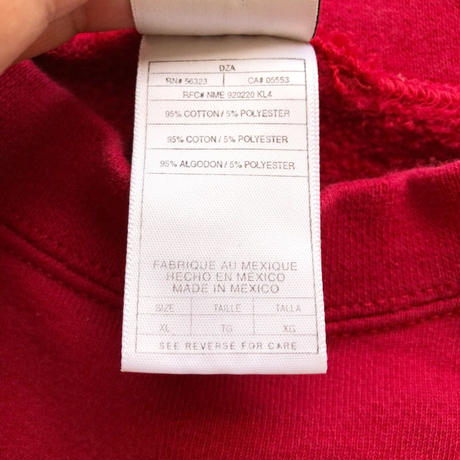 DZA
RN# 56323 CA# 05553
RFC# NME 920220 KL4
95% COTTON / 5% POLYESTER
95% COTON / 5% POLYESTER
95% ALGODON / 5% POLYESTER
FABRIQUE AU MEXIQUE
HECHO EN MEXICO
MADE IN MEXICO
SIZE TAILLE TALLA
XL TG XG
SEE REVERSE FOR CARE